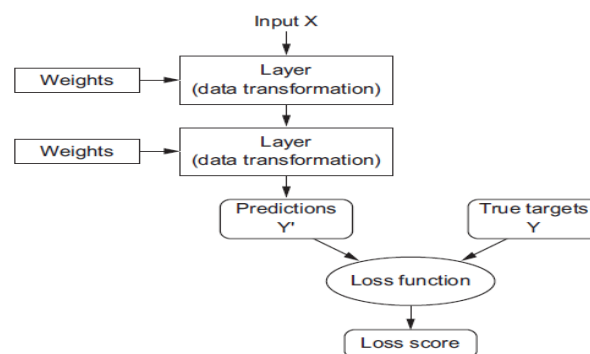 Input X
Weights
Layer
(data transformation)
Weights
Layer
(data transformation)
Predictions
Y'
True targets
Y
Loss function
Loss score